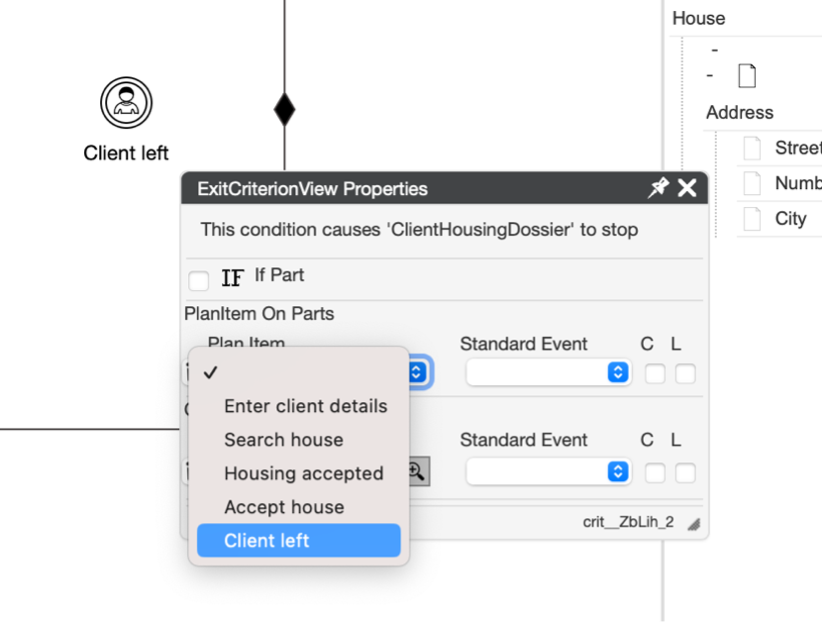 House
-
-
Address
Street
Numb
City
Client left
ExitCriterionView Properties
This condition causes 'ClientHousingDossier' to stop
IF If Part
PlanItem On Parts
Plan Item Standard Event C L
✓
Enter client details
Search house
Standard Event C L
Housing accepted
Accept house
Client left
crit__ZbLih_2